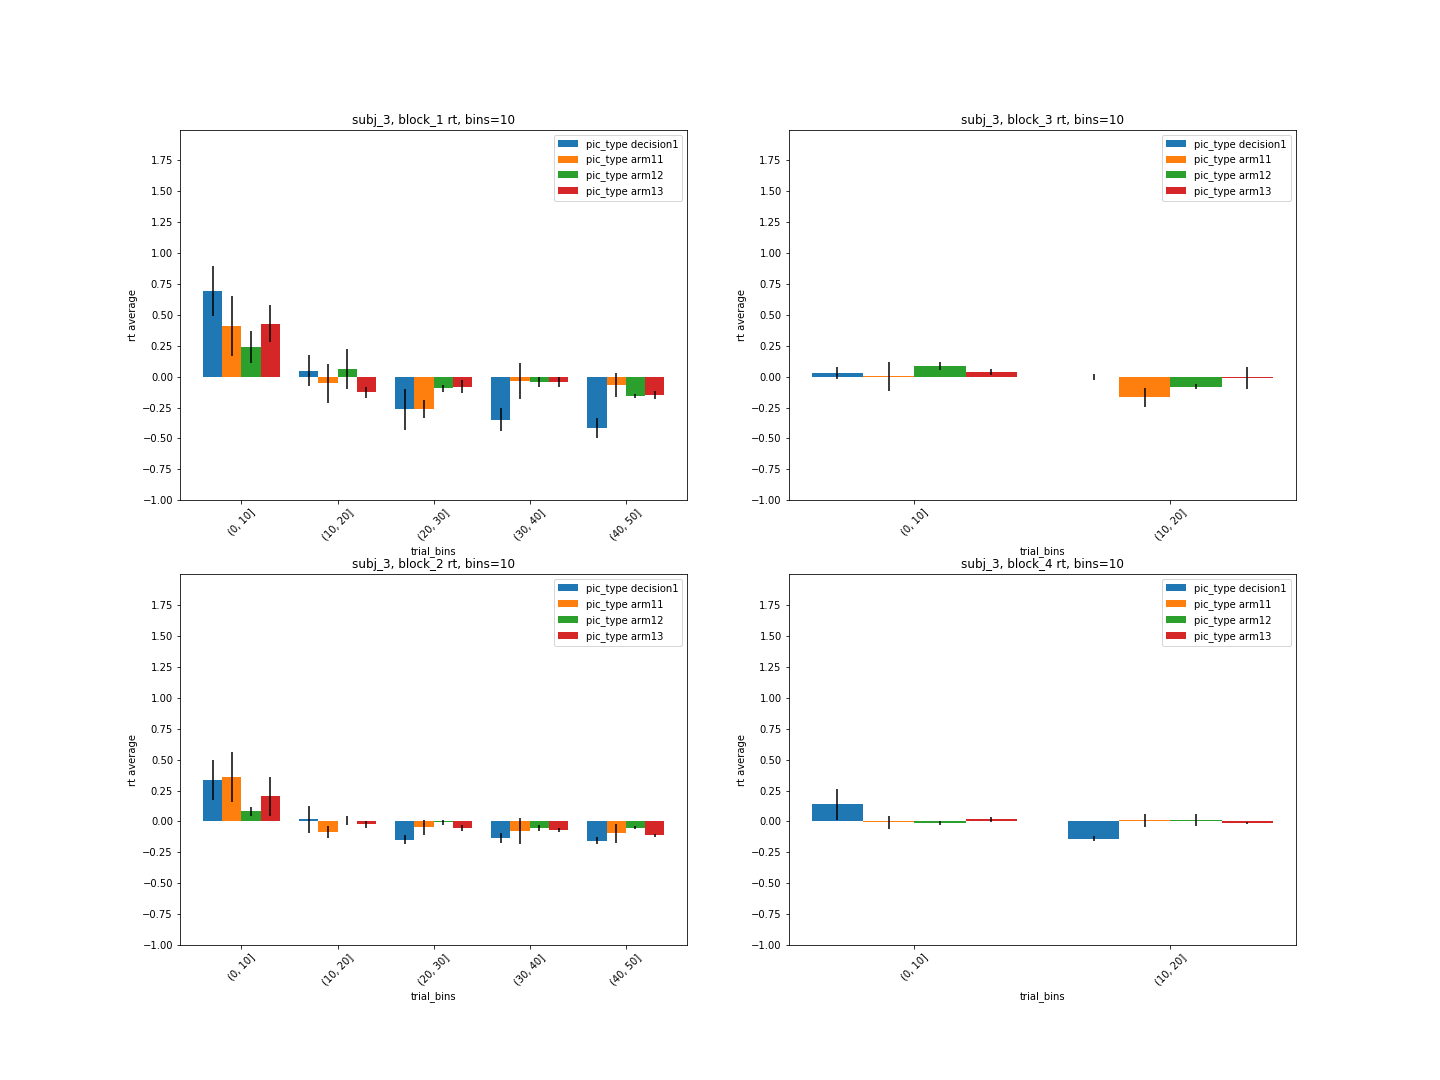 subj_3, block_1 rt, bins=10
pic_type decision1
pic_type arm11
pic_type arm12
pic_type arm13
1.75
1.50
1.25
1.00
0.75
0.50
0.25
0.00
−0.25
−0.50
−0.75
−1.00
rt average
(0, 10]
(10, 20]
(20, 30]
(30, 40]
(40, 50]
trial_bins
subj_3, block_3 rt, bins=10
pic_type decision1
pic_type arm11
pic_type arm12
pic_type arm13
1.75
1.50
1.25
1.00
0.75
0.50
0.25
0.00
−0.25
−0.50
−0.75
−1.00
rt average
(0, 10]
(10, 20]
trial_bins
subj_3, block_2 rt, bins=10
pic_type decision1
pic_type arm11
pic_type arm12
pic_type arm13
1.75
1.50
1.25
1.00
0.75
0.50
0.25
0.00
−0.25
−0.50
−0.75
−1.00
rt average
(0, 10]
(10, 20]
(20, 30]
(30, 40]
(40, 50]
trial_bins
subj_3, block_4 rt, bins=10
pic_type decision1
pic_type arm11
pic_type arm12
pic_type arm13
1.75
1.50
1.25
1.00
0.75
0.50
0.25
0.00
−0.25
−0.50
−0.75
−1.00
rt average
(0, 10]
(10, 20]
trial_bins